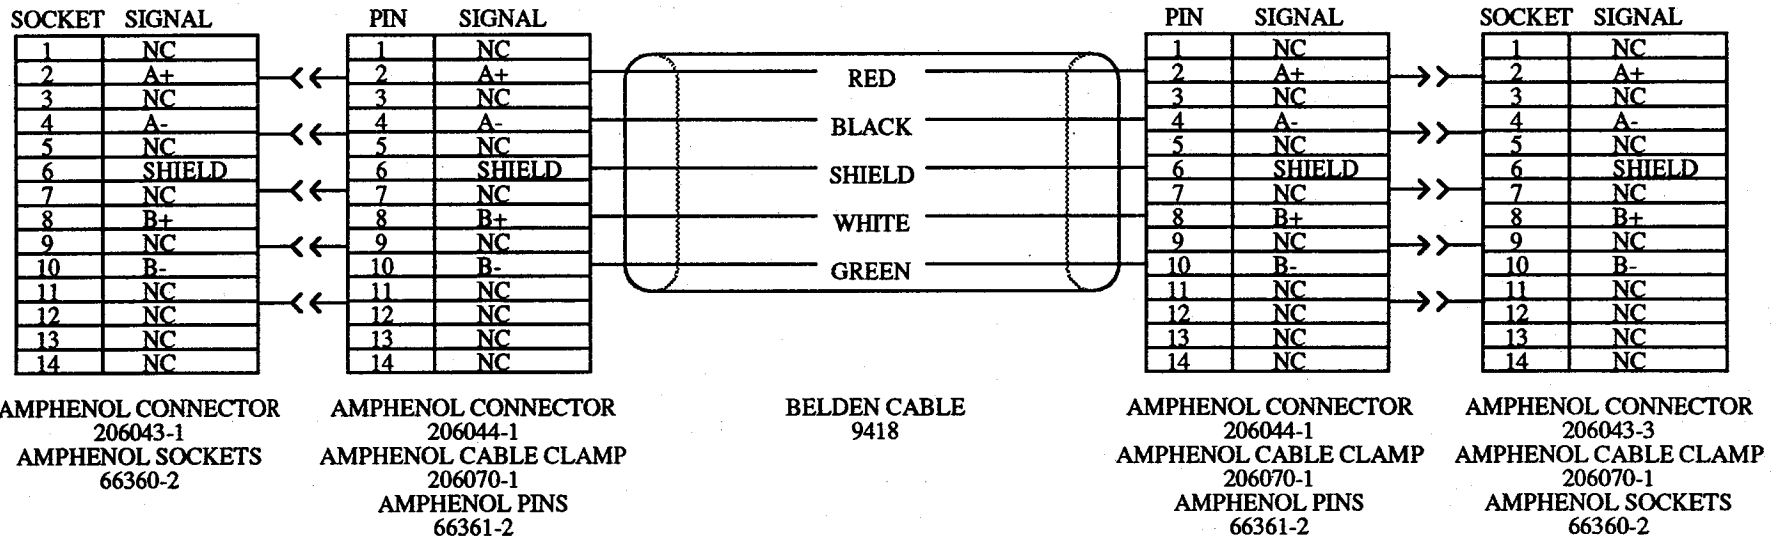 SOCKET SIGNAL PIN SIGNAL PIN SIGNAL SOCKET SIGNAL
1 NC 1 NC 1 NC 1 NC
2 A+ 2 A+ RED 2 A+ 2 A+
3 NC 3 NC 3 NC 3 NC
4 A- 4 A- BLACK 4 A- 4 A-
5 NC 5 NC 5 NC 5 NC
6 SHIELD 6 SHIELD SHIELD 6 SHIELD 6 SHIELD
7 NC 7 NC 7 NC 7 NC
8 B+ 8 B+ WHITE 8 B+ 8 B+
9 NC 9 NC 9 NC 9 NC
10 B- 10 B- GREEN 10 B- 10 B-
11 NC 11 NC 11 NC 11 NC
12 NC 12 NC 12 NC 12 NC
13 NC 13 NC 13 NC 13 NC
14 NC 14 NC 14 NC 14 NC
AMPHENOL CONNECTOR
206043-1
AMPHENOL SOCKETS
66360-2
AMPHENOL CONNECTOR
206044-1
AMPHENOL CABLE CLAMP
206070-1
AMPHENOL PINS
66361-2
BELDEN CABLE
9418
AMPHENOL CONNECTOR
206044-1
AMPHENOL CABLE CLAMP
206070-1
AMPHENOL PINS
66361-2
AMPHENOL CONNECTOR
206043-3
AMPHENOL CABLE CLAMP
206070-1
AMPHENOL SOCKETS
66360-2